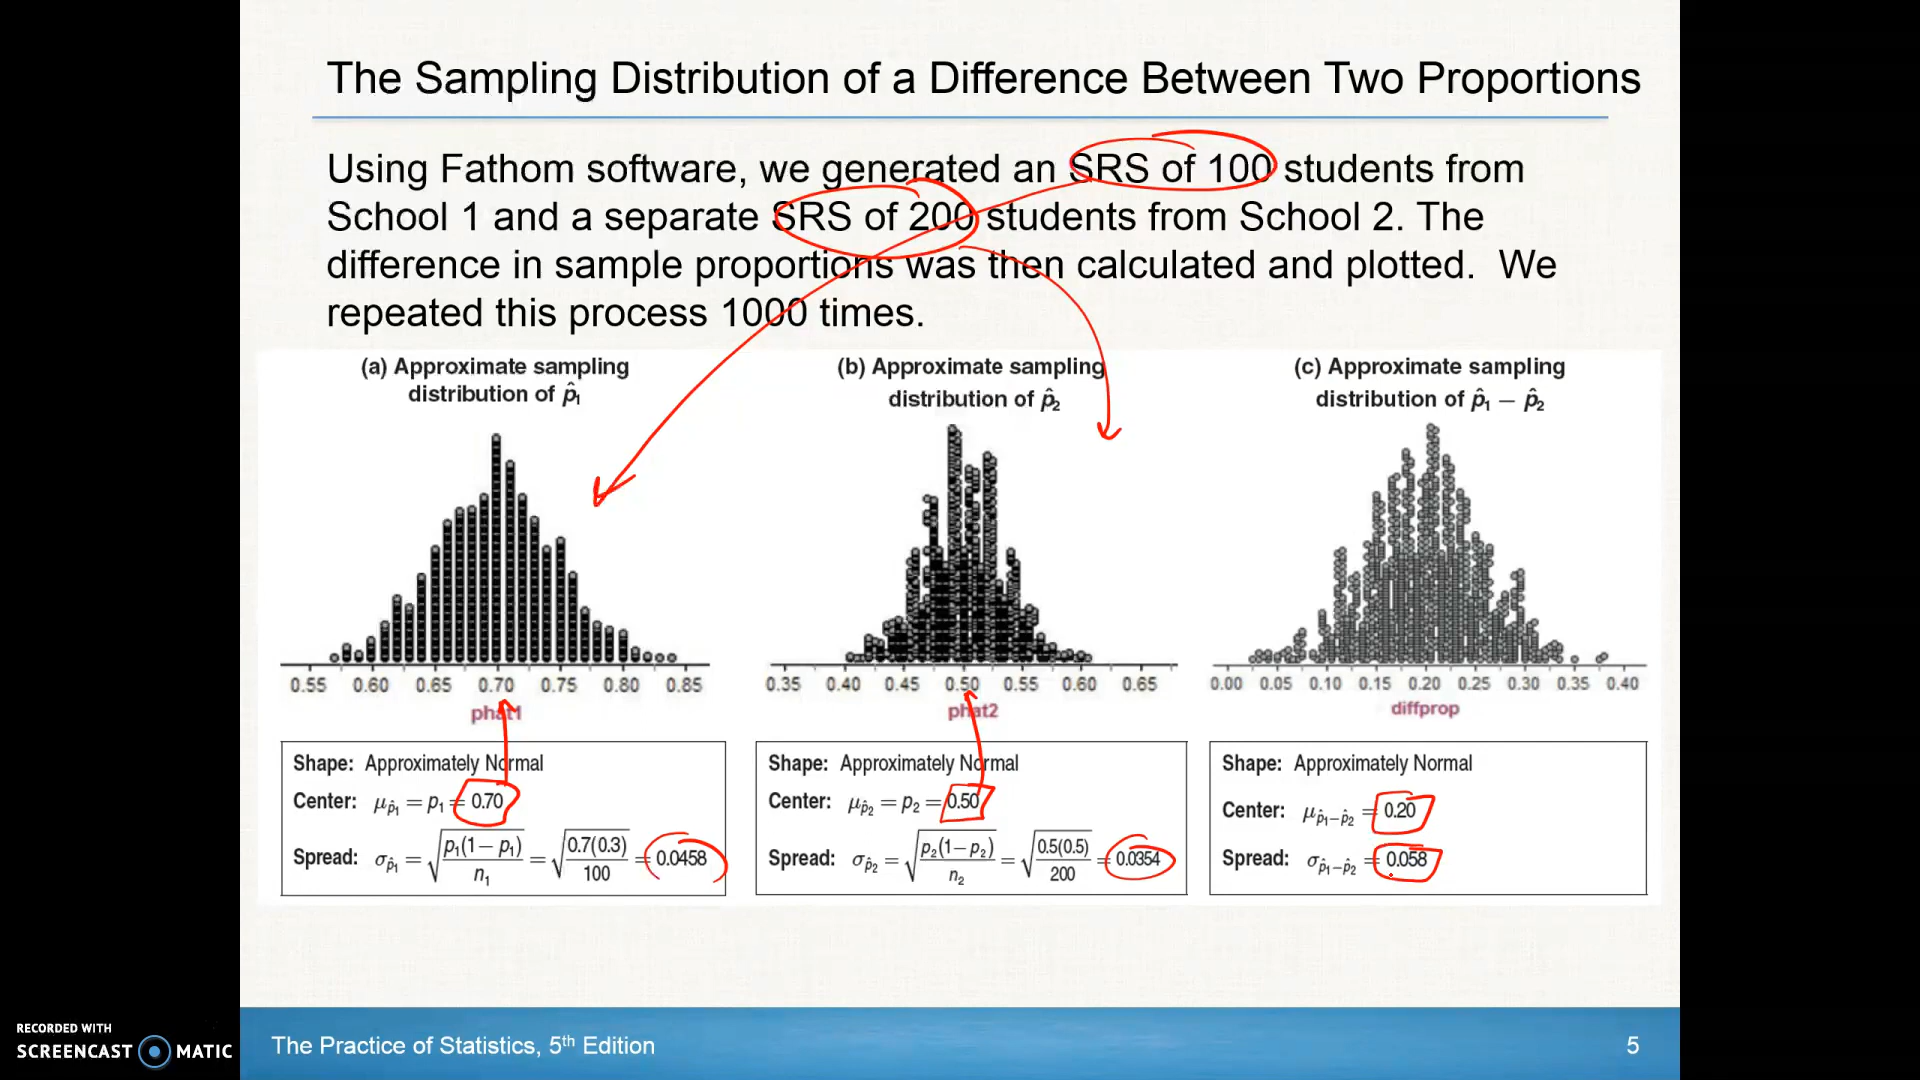 The Sampling Distribution of a Difference Between Two Proportions
Using Fathom software, we generated an SRS of 100 students from
School 1 and a separate SRS of 200 students from School 2. The
difference in sample proportions was then calculated and plotted. We
repeated this process 1000 times.
(a) Approximate sampling
distribution of p̂₁
(b) Approximate sampling
distribution of p̂₂
(c) Approximate sampling
distribution of p̂₁ − p̂₂
0.55 0.60 0.65 0.70 0.75 0.80 0.85
phat1
0.35 0.40 0.45 0.50 0.55 0.60 0.65
phat2
0.00 0.05 0.10 0.15 0.20 0.25 0.30 0.35 0.40
diffprop
Shape: Approximately Normal
Center: μp̂₁ = p₁ = 0.70
Spread: σp̂₁ = √(p₁(1 − p₁)/n₁) = √(0.7(0.3)/100) = 0.0458
Shape: Approximately Normal
Center: μp̂₂ = p₂ = 0.50
Spread: σp̂₂ = √(p₂(1−p₂)/n₂) = √(0.5(0.5)/200) = 0.0354
Shape: Approximately Normal
Center: μp̂₁−p̂₂ = 0.20
Spread: σp̂₁−p̂₂ = 0.058
RECORDED WITH
SCREENCAST MATIC
The Practice of Statistics, 5th Edition
5